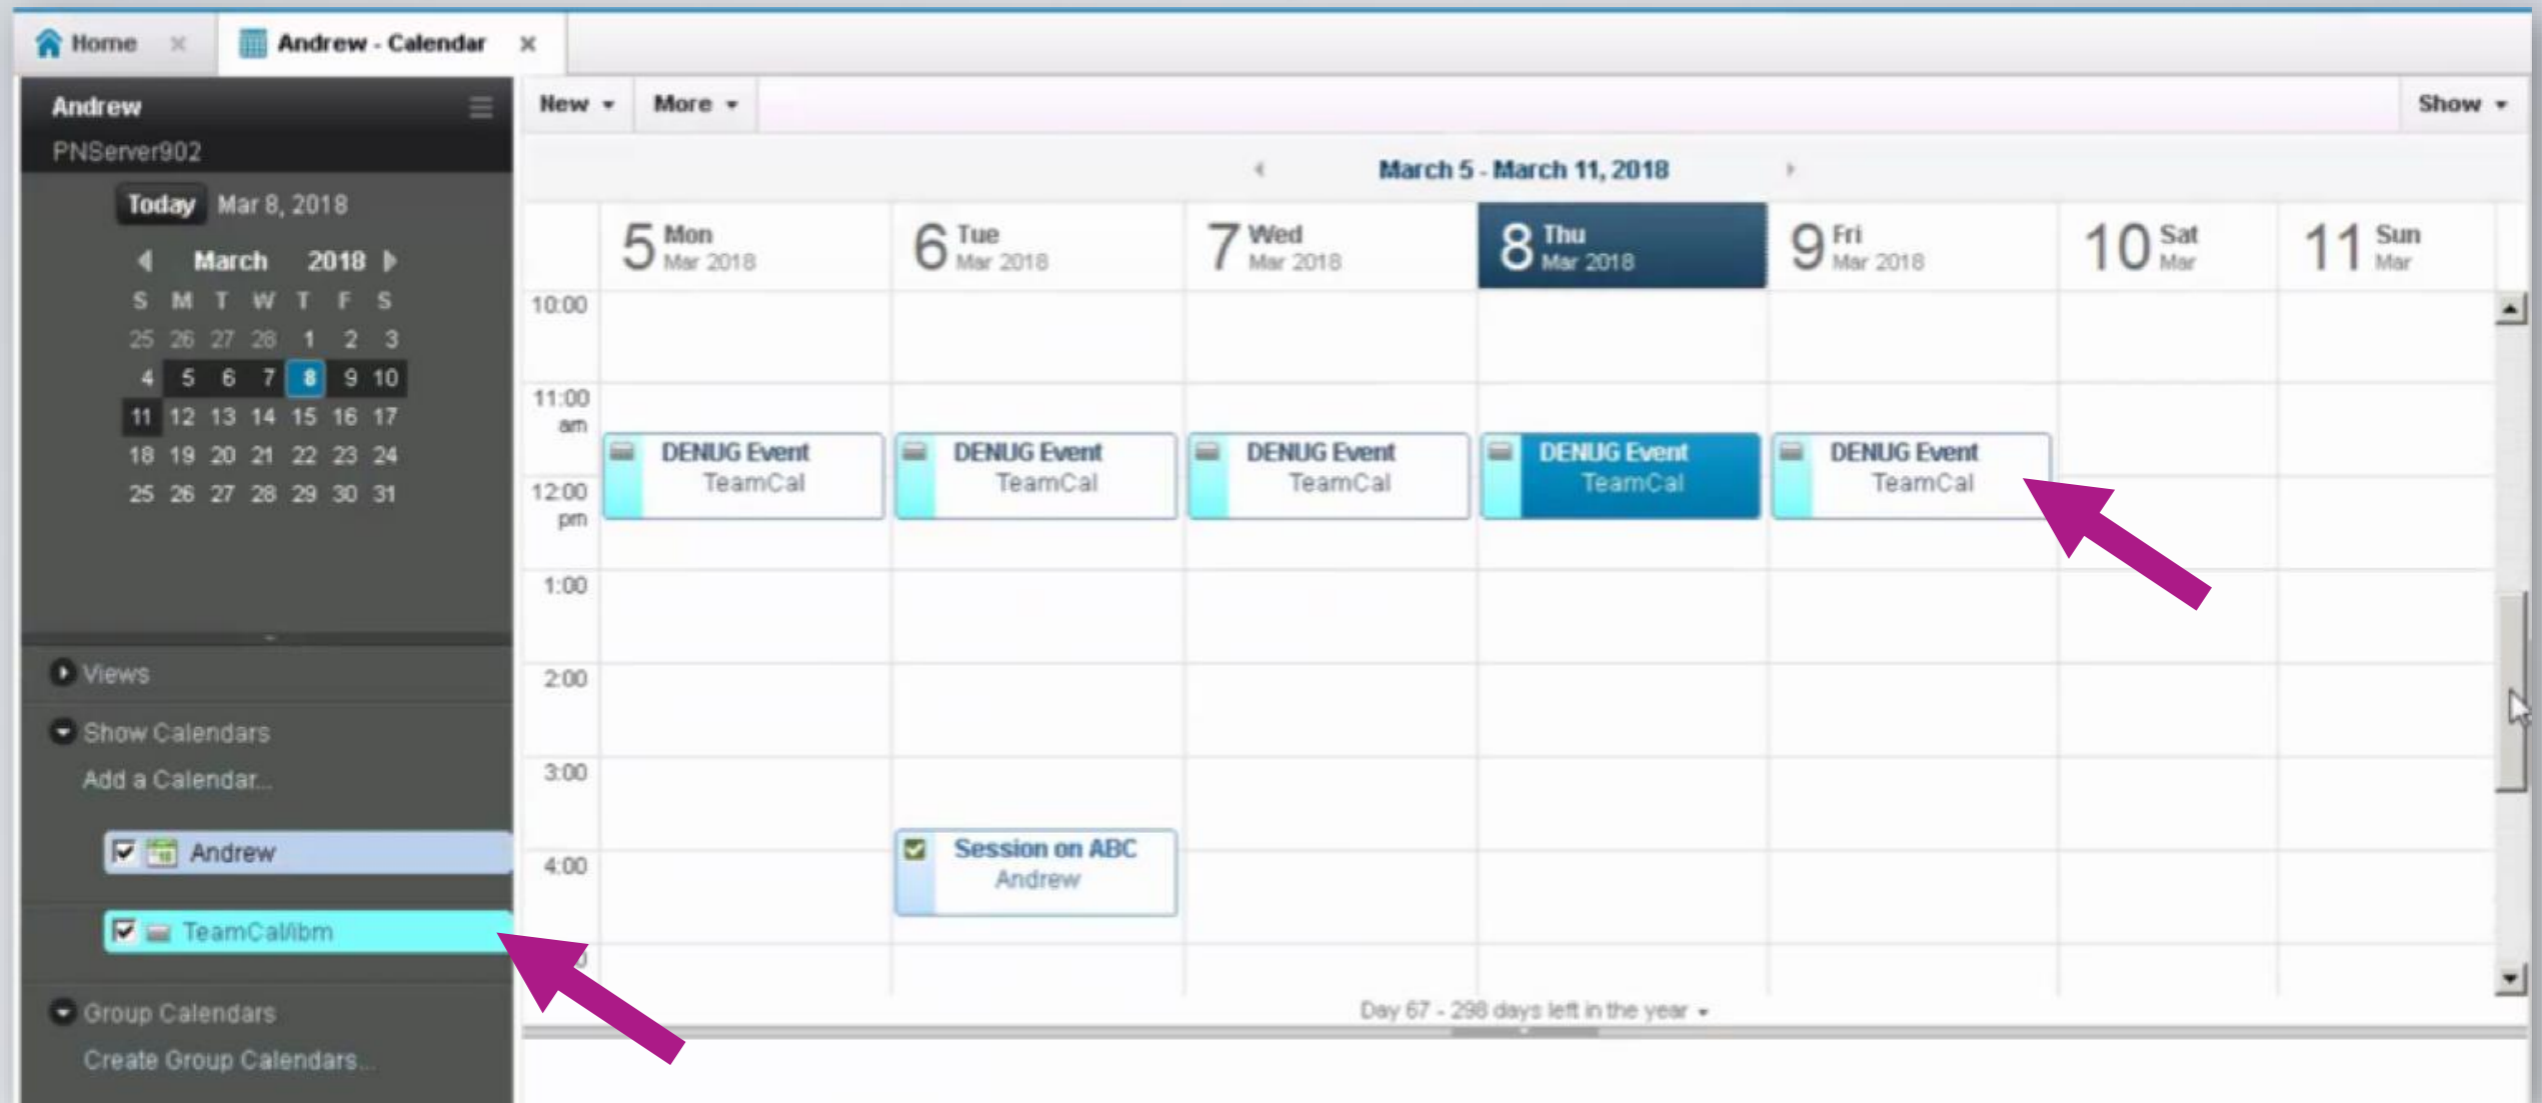 Home
Andrew - Calendar
Andrew
PNServer902
Today Mar 8, 2018
March 2018
S M T W T F S
25 26 27 28 1 2 3
4 5 6 7 8 9 10
11 12 13 14 15 16 17
18 19 20 21 22 23 24
25 26 27 28 29 30 31
Views
Show Calendars
Add a Calendar...
Andrew
TeamCal/ibm
Group Calendars
Create Group Calendars...
New More Show
March 5 - March 11, 2018
5 Mon
Mar 2018
6 Tue
Mar 2018
7 Wed
Mar 2018
8 Thu
Mar 2018
9 Fri
Mar 2018
10 Sat
Mar
11 Sun
Mar
10:00
11:00
am
DENUG Event
TeamCal
DENUG Event
TeamCal
DENUG Event
TeamCal
DENUG Event
TeamCal
DENUG Event
TeamCal
12:00
pm
1:00
2:00
3:00
Session on ABC
Andrew
4:00
Day 67 - 298 days left in the year